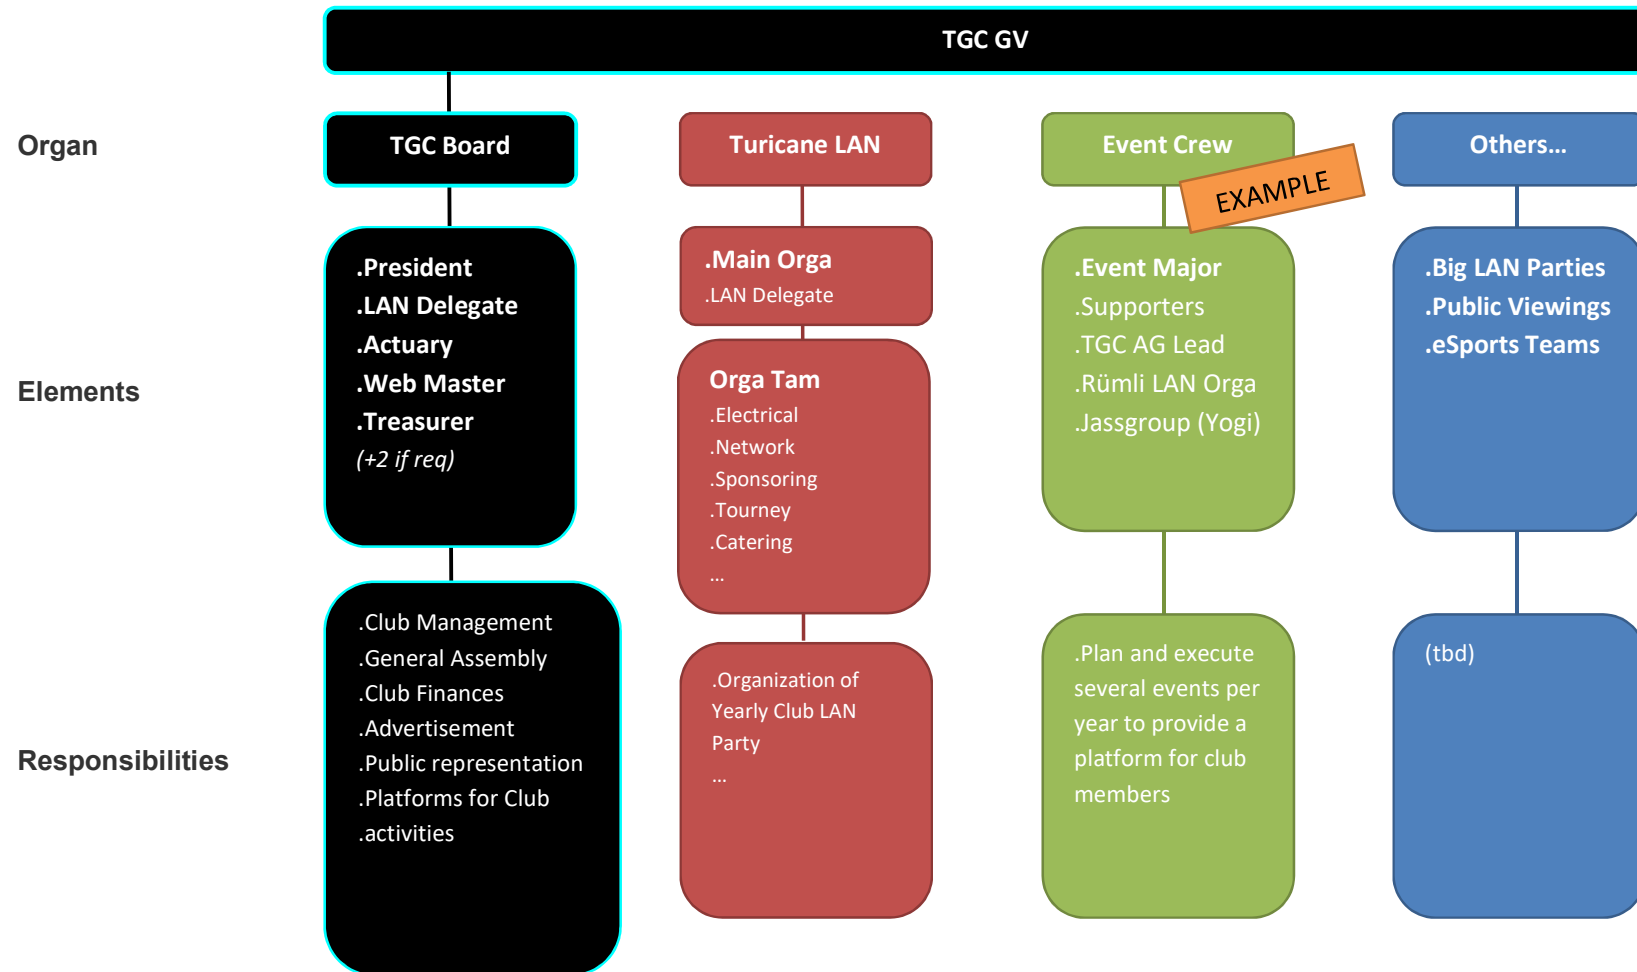 TGC GV
Organ
TGC Board
Turicane LAN
Event Crew
Others...
EXAMPLE
Elements
.President
.LAN Delegate
.Actuary
.Web Master
.Treasurer
(+2 if req)
.Main Orga
.LAN Delegate
Orga Tam
.Electrical
.Network
.Sponsoring
.Tourney
.Catering
...
.Event Major
.Supporters
.TGC AG Lead
.Rümli LAN Orga
.Jassgroup (Yogi)
.Big LAN Parties
.Public Viewings
.eSports Teams
Responsibilities
.Club Management
.General Assembly
.Club Finances
.Advertisement
.Public representation
.Platforms for Club
.activities
.Organization of
Yearly Club LAN
Party
...
.Plan and execute
several events per
year to provide a
platform for club
members
(tbd)